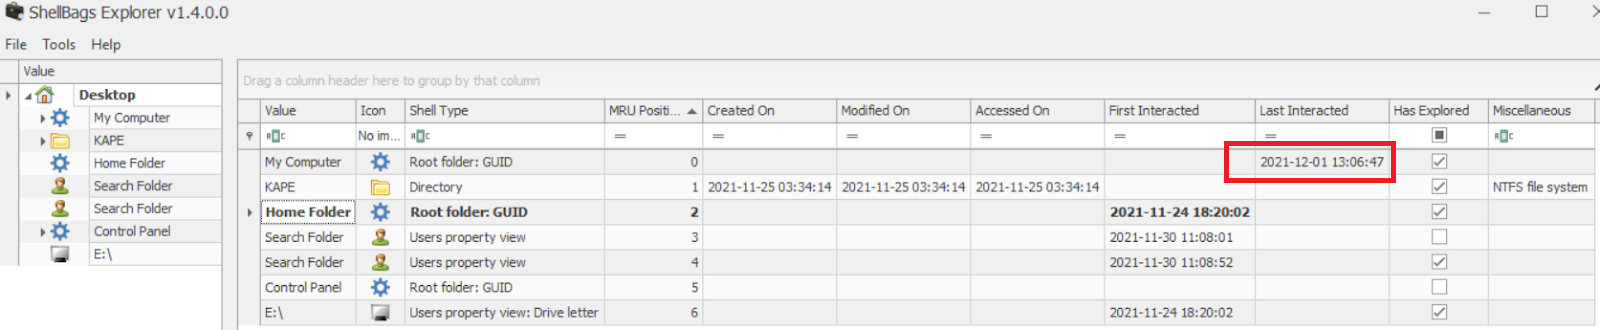 ShellBags Explorer v1.4.0.0
File Tools Help
Value
Desktop
My Computer
KAPE
Home Folder
Search Folder
Search Folder
Control Panel
E:\
Drag a column header here to group by that column
Value Icon Shell Type MRU Positi... Created On Modified On Accessed On First Interacted Last Interacted Has Explored Miscellaneous
No im...
My Computer Root folder: GUID 0 2021-12-01 13:06:47
KAPE Directory 1 2021-11-25 03:34:14 2021-11-25 03:34:14 2021-11-25 03:34:14 NTFS file system
Home Folder Root folder: GUID 2 2021-11-24 18:20:02
Search Folder Users property view 3 2021-11-30 11:08:01
Search Folder Users property view 4 2021-11-30 11:08:52
Control Panel Root folder: GUID 5
E:\ Users property view: Drive letter 6 2021-11-24 18:20:02